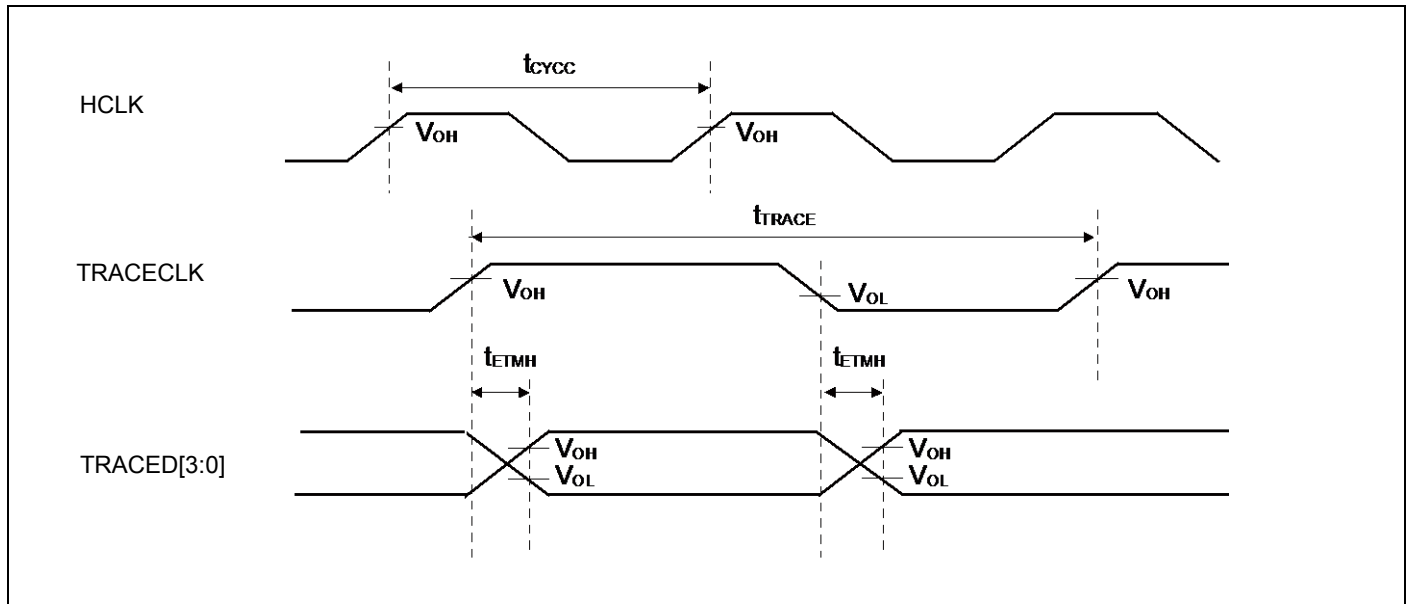 tCYCC
HCLK
VOH
VOH
tTRACE
TRACECLK
VOH
VOL
VOH
tETMH
tETMH
TRACED[3:0]
VOH
VOL
VOH
VOL